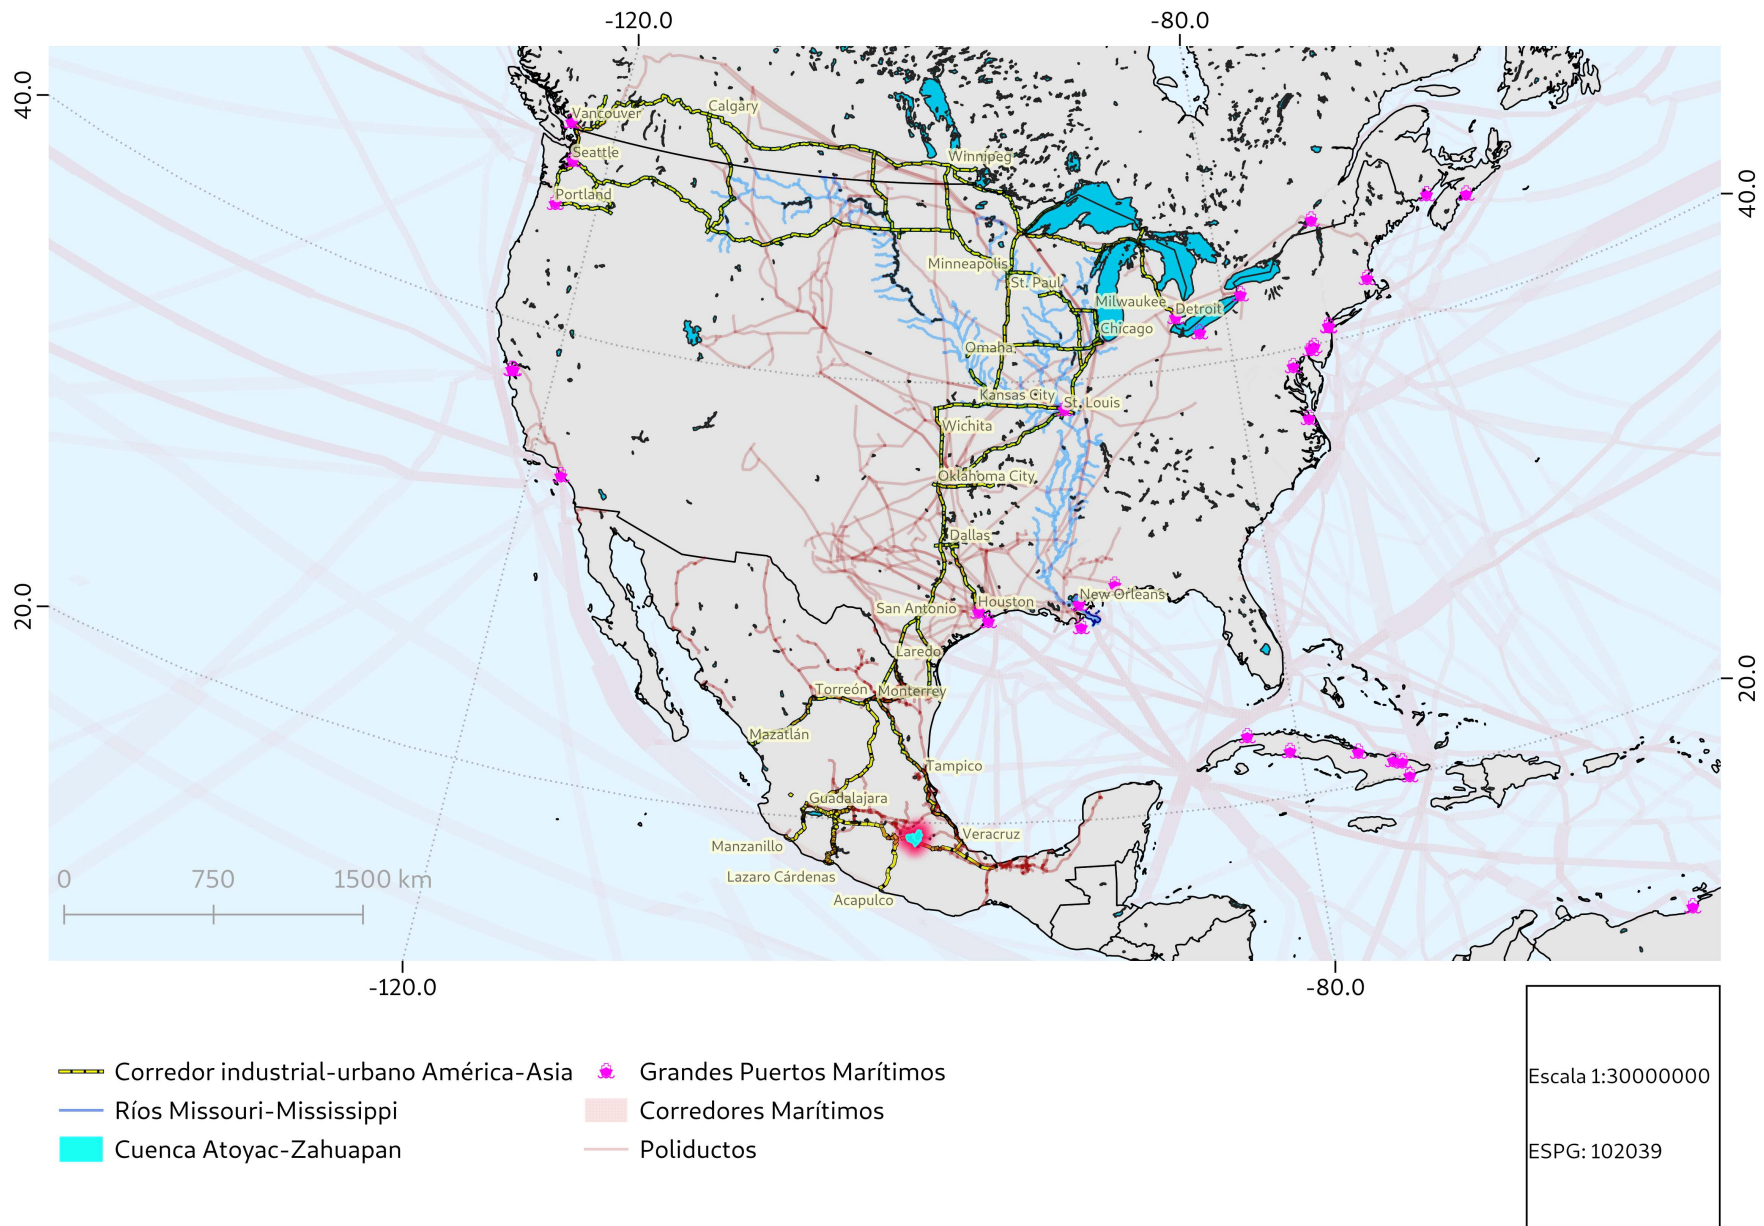 -120.0
-80.0
40.0
40.0
20.0
20.0
Vancouver
Calgary
Seattle
Winnipeg
Portland
Minneapolis
St. Paul
Milwaukee
Detroit
Chicago
Omaha
Kansas City
St. Louis
Wichita
Oklahoma City
Dallas
San Antonio
Houston
New Orleans
Laredo
Torreón
Monterrey
Mazatlán
Tampico
Guadalajara
Veracruz
Manzanillo
Lazaro Cárdenas
Acapulco
0
750
1500 km
-120.0
-80.0
Corredor industrial-urbano América-Asia
Ríos Missouri-Mississippi
Cuenca Atoyac-Zahuapan
Grandes Puertos Marítimos
Corredores Marítimos
Poliductos
Escala 1:30000000
ESPG: 102039